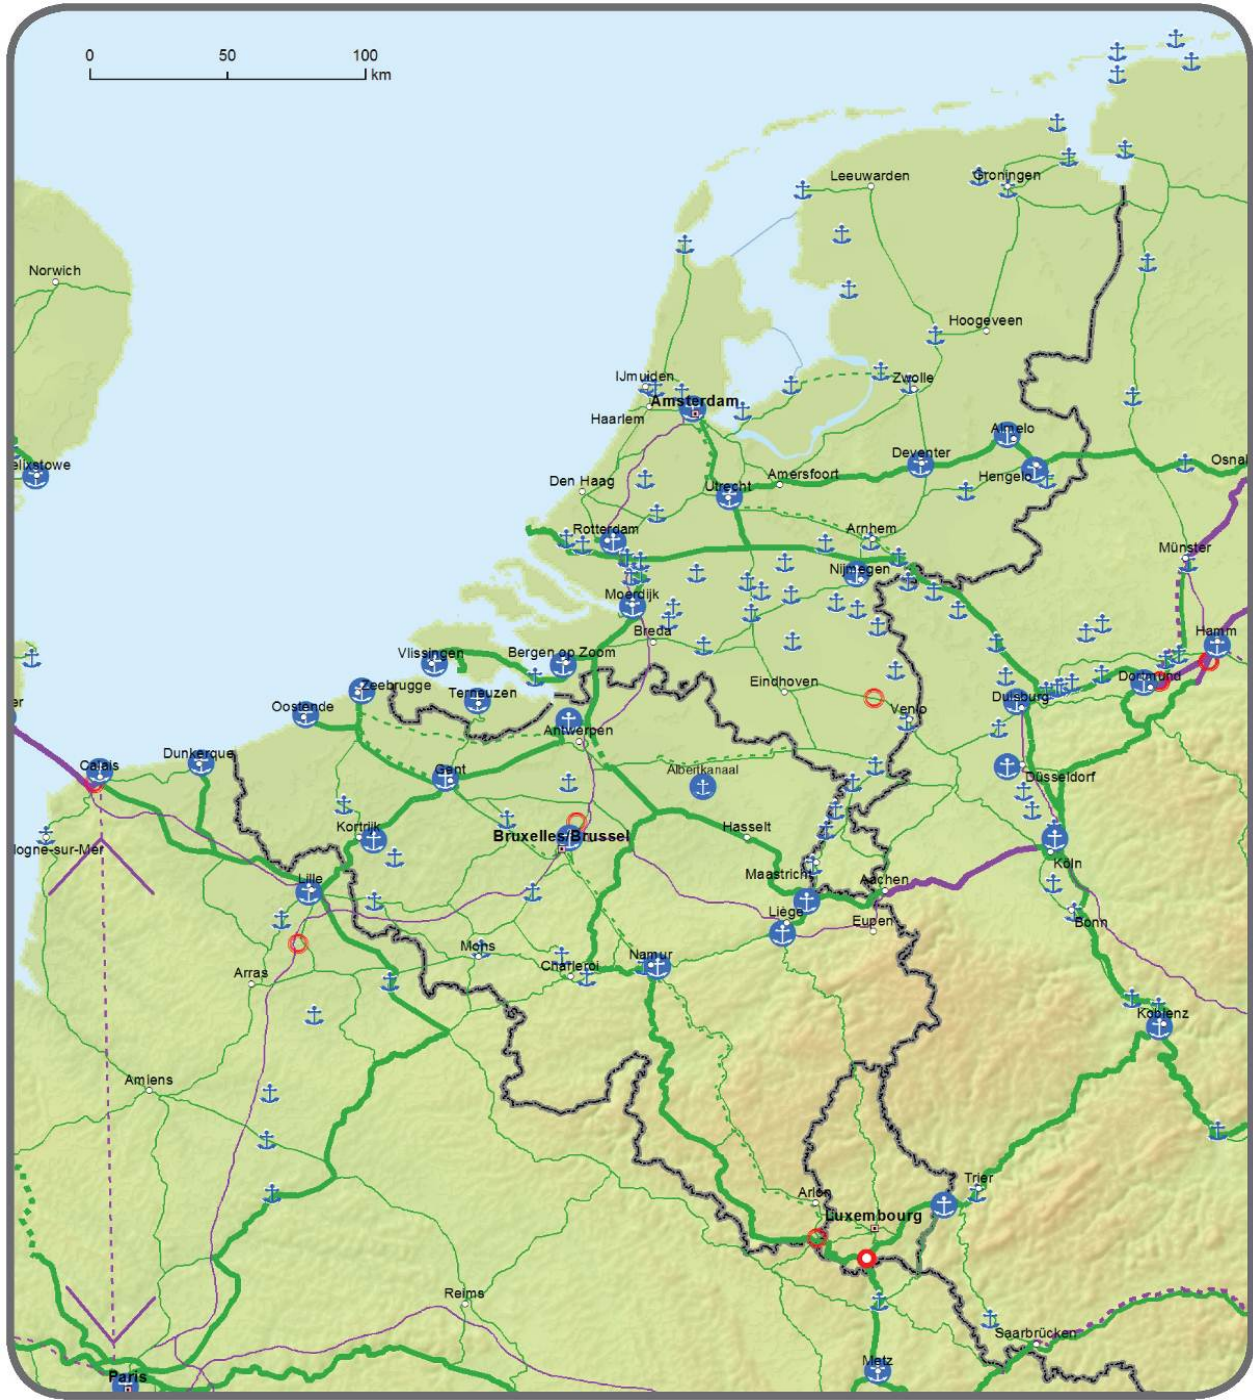 0 50 100
km
Leeuwarden
Groningen
Norwich
Hoogeveen
IJmuiden
Zwolle
Amsterdam
Haarlem
Almelo
elixstowe
Deventer
Osnal
Amersfoort
Hengelo
Den Haag
Utrecht
Rotterdam
Arnhem
Münster
Nijmegen
Moerdijk
Breda
Hamm
Vlissingen
Bergen op Zoom
Zeebrugge
Terneuzen
Eindhoven
Dortmund
Oostende
Duisburg
er
Venlo
Antwerpen
Dunkerque
Calais
Gent
Albertkanaal
Düsseldorf
Kortrijk
Bruxelles/Brussel
Hasselt
logne-sur-Mer
Köln
Lille
Maastricht
Aachen
Liège
Eupen
Bonn
Mons
Namur
Arras
Charleroi
Koblenz
Amiens
Trier
Arlon
Luxembourg
Reims
Saarbrücken
Metz
Paris